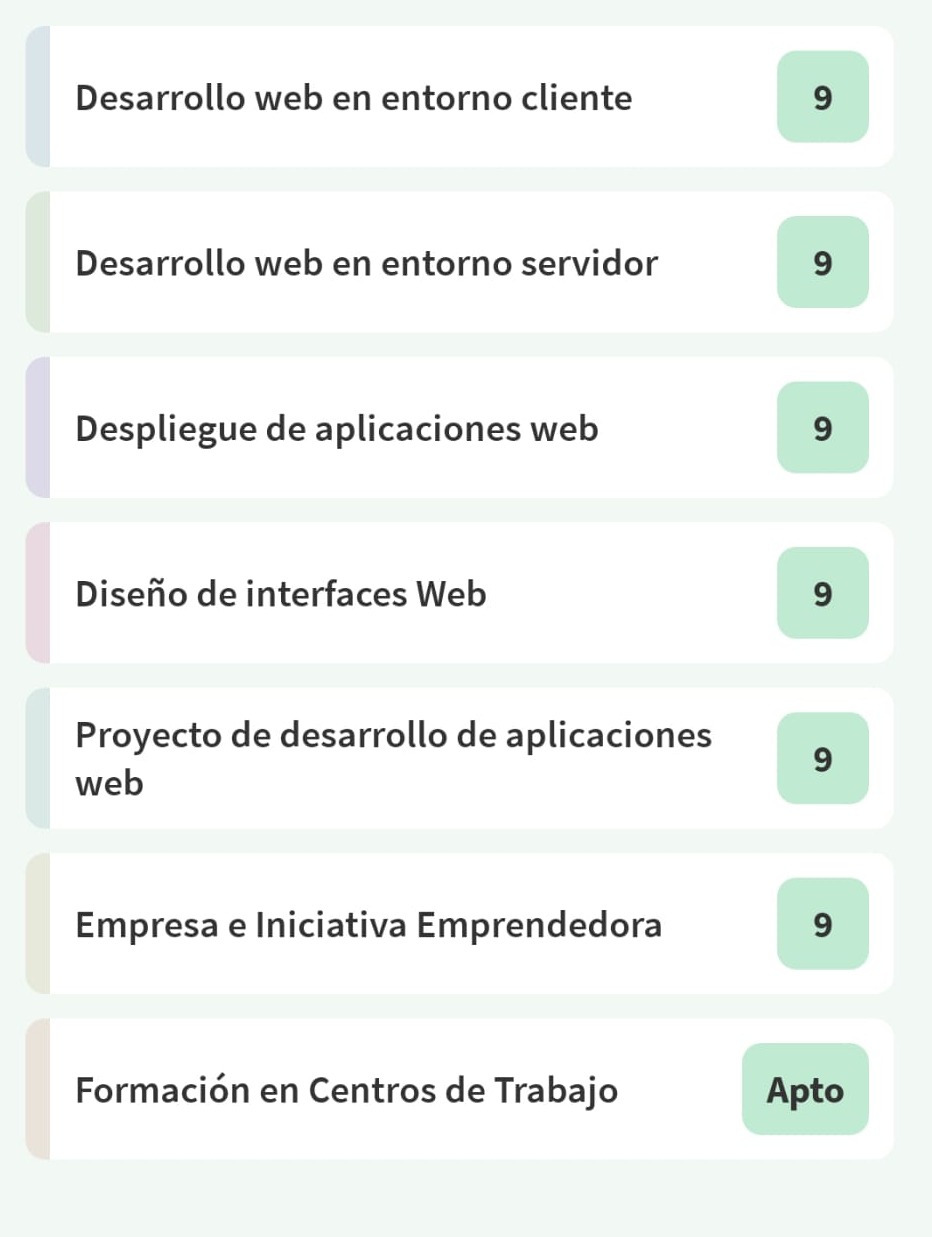 Desarrollo web en entorno cliente
9
Desarrollo web en entorno servidor
9
Despliegue de aplicaciones web
9
Diseño de interfaces Web
9
Proyecto de desarrollo de aplicaciones
web
9
Empresa e Iniciativa Emprendedora
9
Formación en Centros de Trabajo
Apto